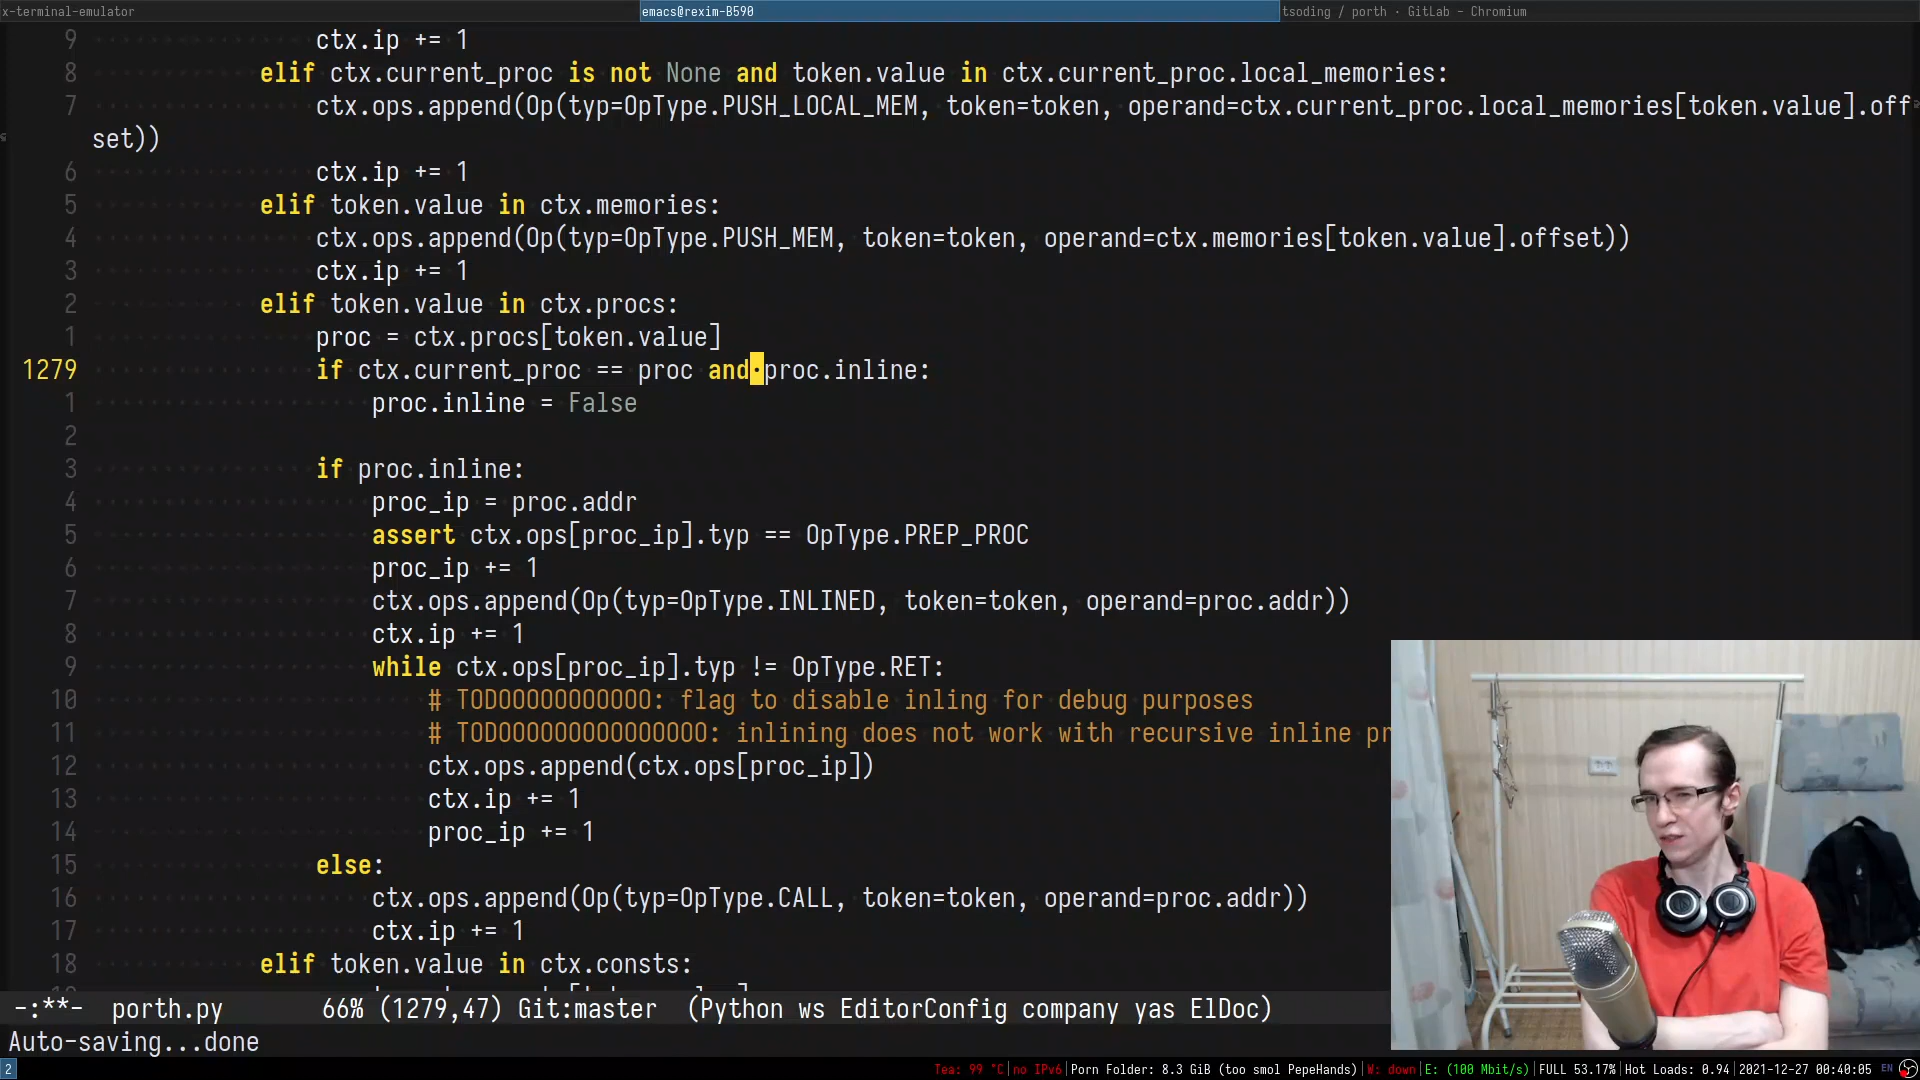 x-terminal-emulator
emacs@rexim-B590
tsoding / porth · GitLab - Chromium
9 ctx.ip += 1
8 elif ctx.current_proc is not None and token.value in ctx.current_proc.local_memories:
7 ctx.ops.append(Op(typ=OpType.PUSH_LOCAL_MEM, token=token, operand=ctx.current_proc.local_memories[token.value].off
set))
6 ctx.ip += 1
5 elif token.value in ctx.memories:
4 ctx.ops.append(Op(typ=OpType.PUSH_MEM, token=token, operand=ctx.memories[token.value].offset))
3 ctx.ip += 1
2 elif token.value in ctx.procs:
1 proc = ctx.procs[token.value]
1279 if ctx.current_proc == proc and·proc.inline:
1 proc.inline = False
2
3 if proc.inline:
4 proc_ip = proc.addr
5 assert ctx.ops[proc_ip].typ == OpType.PREP_PROC
6 proc_ip += 1
7 ctx.ops.append(Op(typ=OpType.INLINED, token=token, operand=proc.addr))
8 ctx.ip += 1
9 while ctx.ops[proc_ip].typ != OpType.RET:
10 # TODOOOOOOOOOOO: flag to disable inling for debug purposes
11 # TODOOOOOOOOOOOOOOO: inlining does not work with recursive inline pr
12 ctx.ops.append(ctx.ops[proc_ip])
13 ctx.ip += 1
14 proc_ip += 1
15 else:
16 ctx.ops.append(Op(typ=OpType.CALL, token=token, operand=proc.addr))
17 ctx.ip += 1
18 elif token.value in ctx.consts:
-:**- porth.py 66% (1279,47) Git:master (Python ws EditorConfig company yas ElDoc)
Auto-saving...done
2 Tea: 99 °C|no IPv6|Porn Folder: 8.3 GiB (too smol PepeHands)|W: down|E: (100 Mbit/s)|FULL 53.17%|Hot Loads: 0.94|2021-12-27 00:40:05 EN